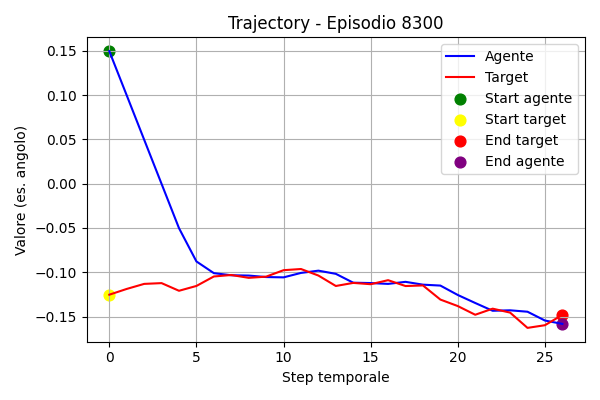 Trajectory - Episodio 8300
Valore (es. angolo)
0.15
0.10
0.05
0.00
−0.05
−0.10
−0.15
0
5
10
15
20
25
Step temporale
Agente
Target
Start agente
Start target
End target
End agente